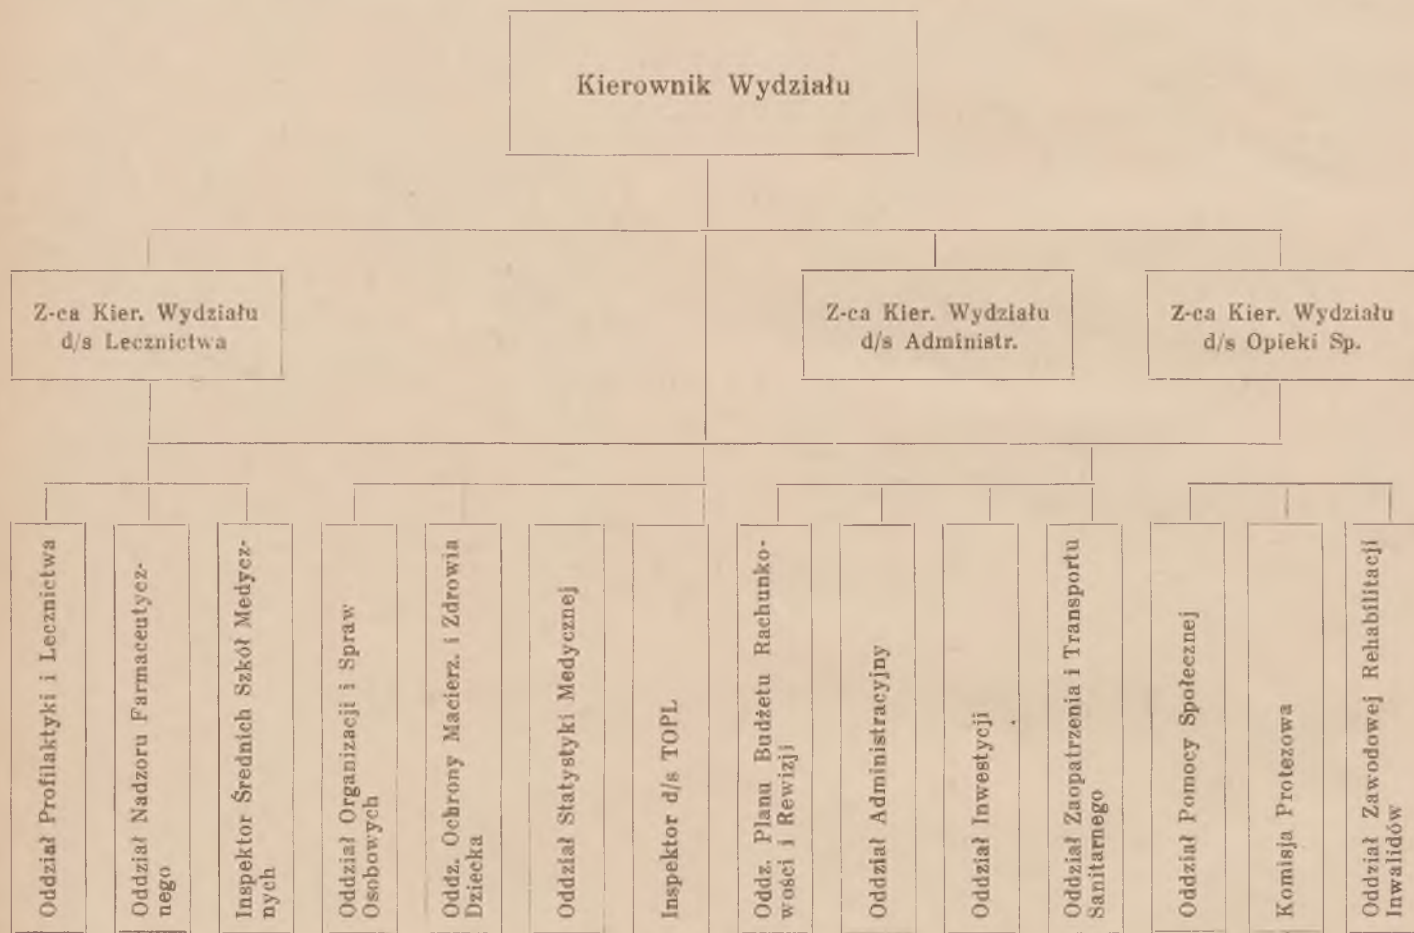 Kierownik Wydziału
Z-ca Kier. Wydziału
d/s Lecznictwa
Z-ca Kier. Wydziału
d/s Administr.
Z-ca Kier. Wydziału
d/s Opieki Sp.
Oddział Profilaktyki i Lecznictwa
Oddział Nadzoru Farmaceutycz-
nego
Inspektor Średnich Szkół Medycz-
nych
Oddział Organizacji i Spraw
Osobowych
Oddz. Ochrony Macierz. i Zdrowia
Dziecka
Oddział Statystyki Medycznej
Inspektor d/s TOPL
Oddz. Planu Budżetu Rachunko-
wości i Rewizji
Oddział Administracyjny
Oddział Inwestycji
Oddział Zaopatrzenia i Transportu
Sanitarnego
Oddział Pomocy Społecznej
Komisja Protezowa
Oddział Zawodowej Rehabilitacji
Inwalidów